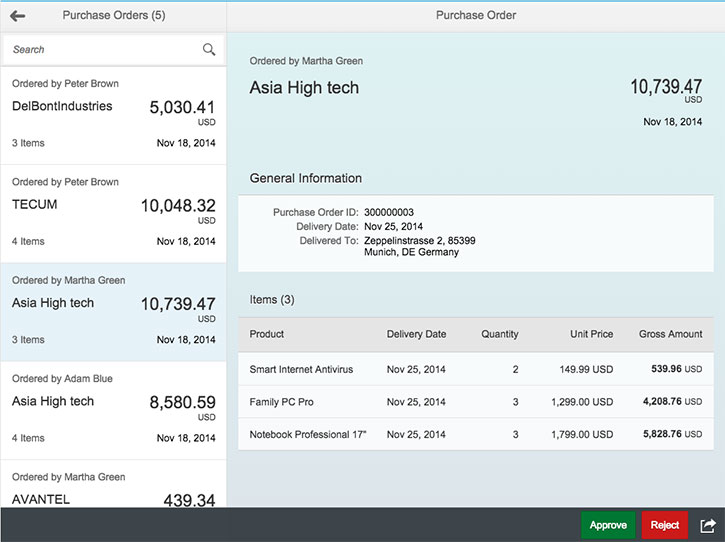 Purchase Orders (5)
Purchase Order
Search
Ordered by Peter Brown
DelBontIndustries 5,030.41
USD
3 Items Nov 18, 2014
Ordered by Peter Brown
TECUM 10,048.32
USD
4 Items Nov 18, 2014
Ordered by Martha Green
Asia High tech 10,739.47
USD
3 Items Nov 18, 2014
Ordered by Adam Blue
Asia High tech 8,580.59
USD
4 Items Nov 18, 2014
Ordered by Martha Green
AVANTEL 439.34
Ordered by Martha Green
Asia High tech 10,739.47
USD
Nov 18, 2014
General Information
Purchase Order ID: 300000003
Delivery Date: Nov 25, 2014
Delivered To: Zeppelinstrasse 2, 85399
Munich, DE Germany
Items (3)
Product Delivery Date Quantity Unit Price Gross Amount
Smart Internet Antivirus Nov 25, 2014 2 149.99 USD 539.96 USD
Family PC Pro Nov 25, 2014 3 1,299.00 USD 4,208.76 USD
Notebook Professional 17" Nov 25, 2014 3 1,799.00 USD 5,828.76 USD
Approve Reject